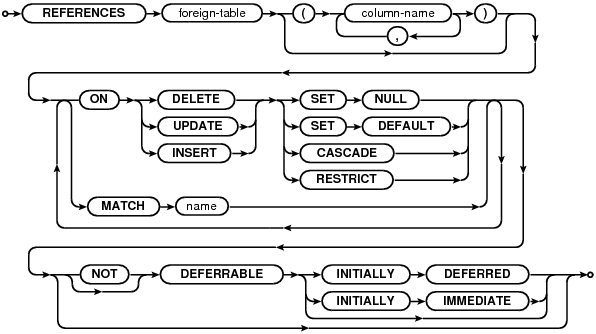 REFERENCES foreign-table ( column-name )
,
ON DELETE SET NULL
UPDATE SET DEFAULT
INSERT CASCADE
RESTRICT
MATCH name
NOT DEFERRABLE INITIALLY DEFERRED
INITIALLY IMMEDIATE